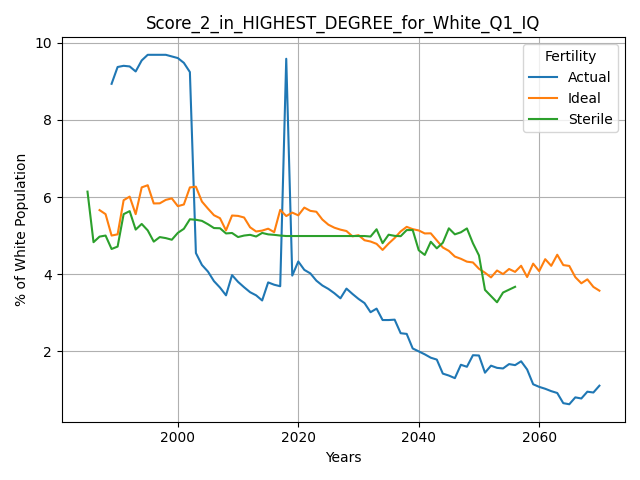 Score_2_in_HIGHEST_DEGREE_for_White_Q1_IQ
10
8
6
4
2
% of White Population
2000
2020
2040
2060
Years
Fertility
Actual
Ideal
Sterile